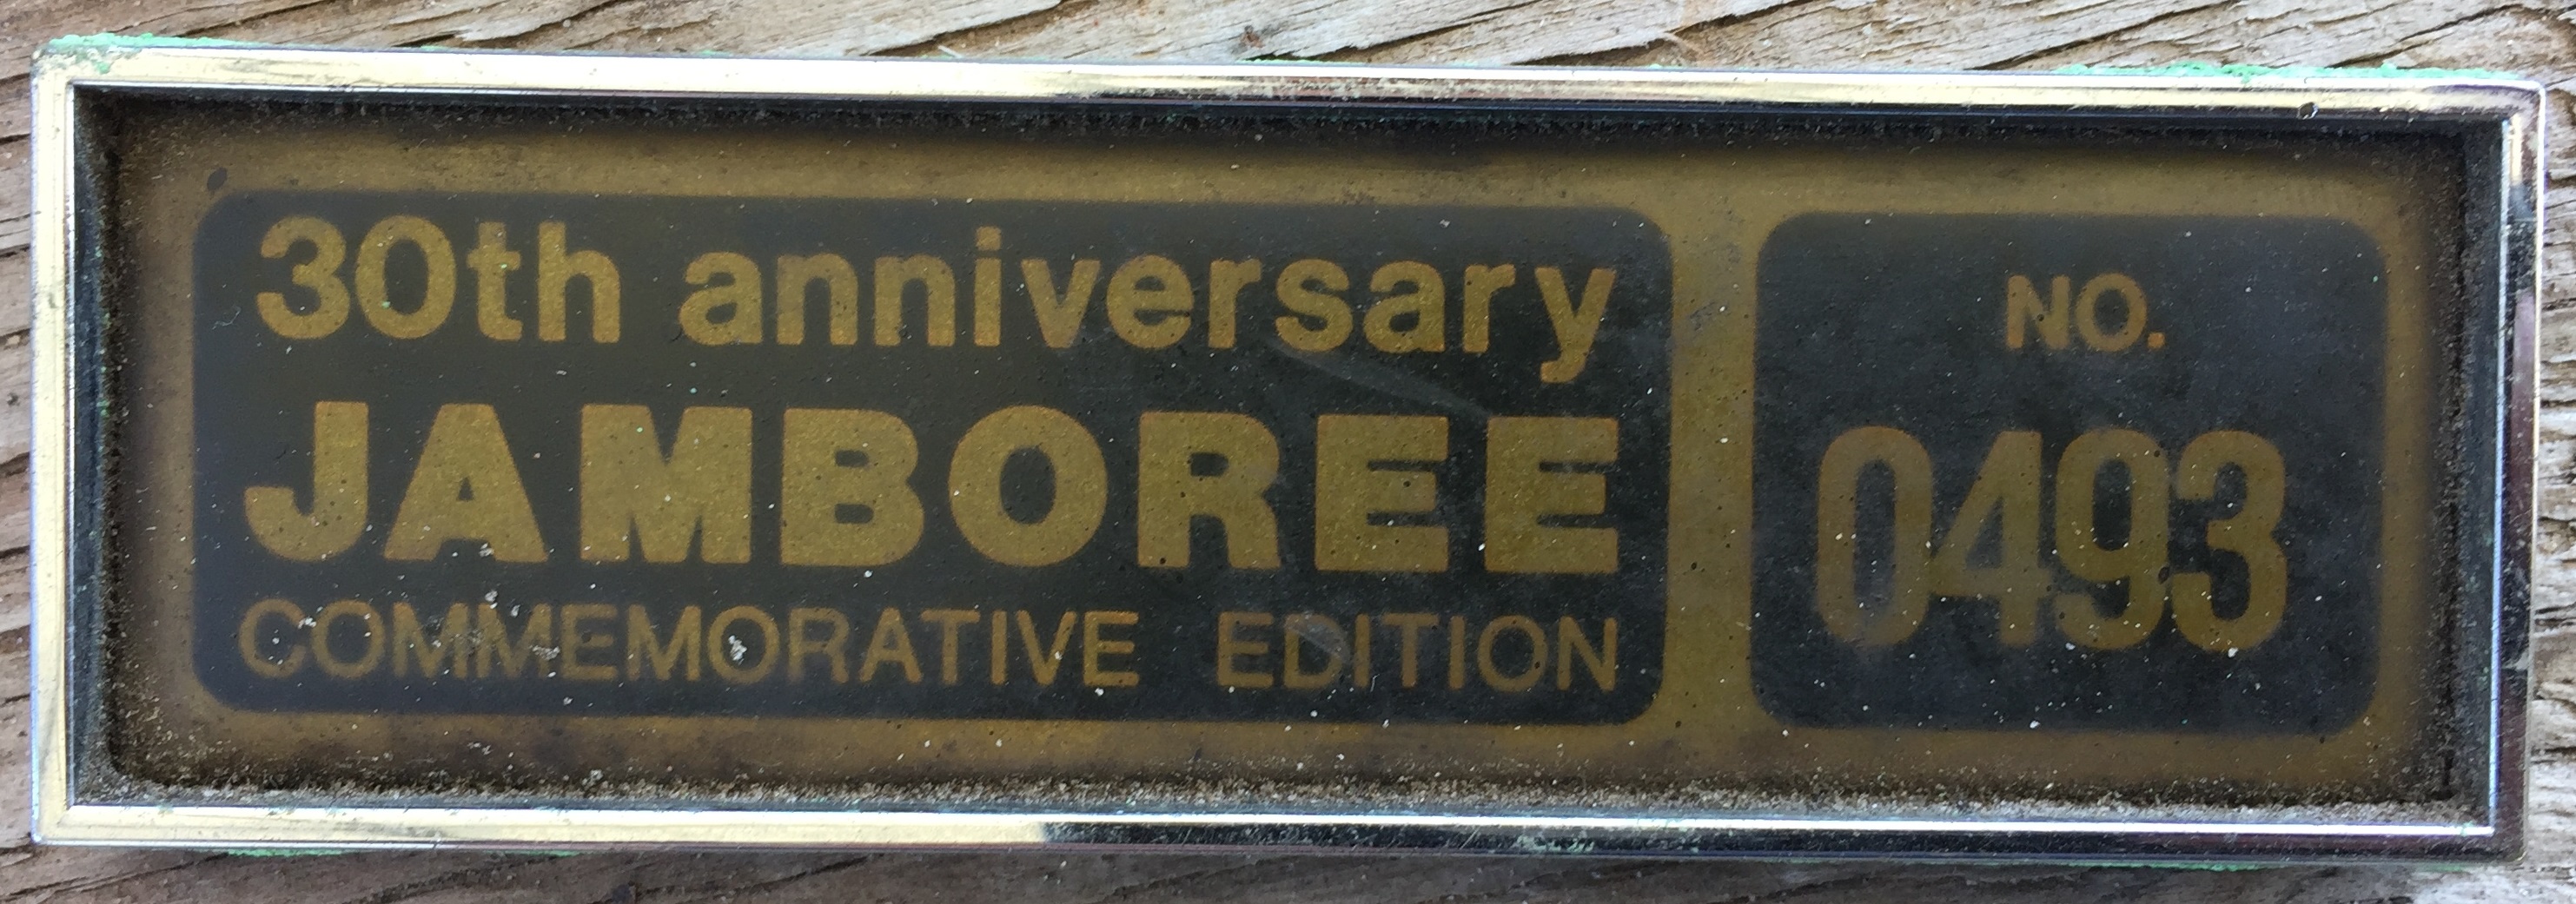 30th anniversary
JAMBOREE
COMMEMORATIVE EDITION
NO.
0493